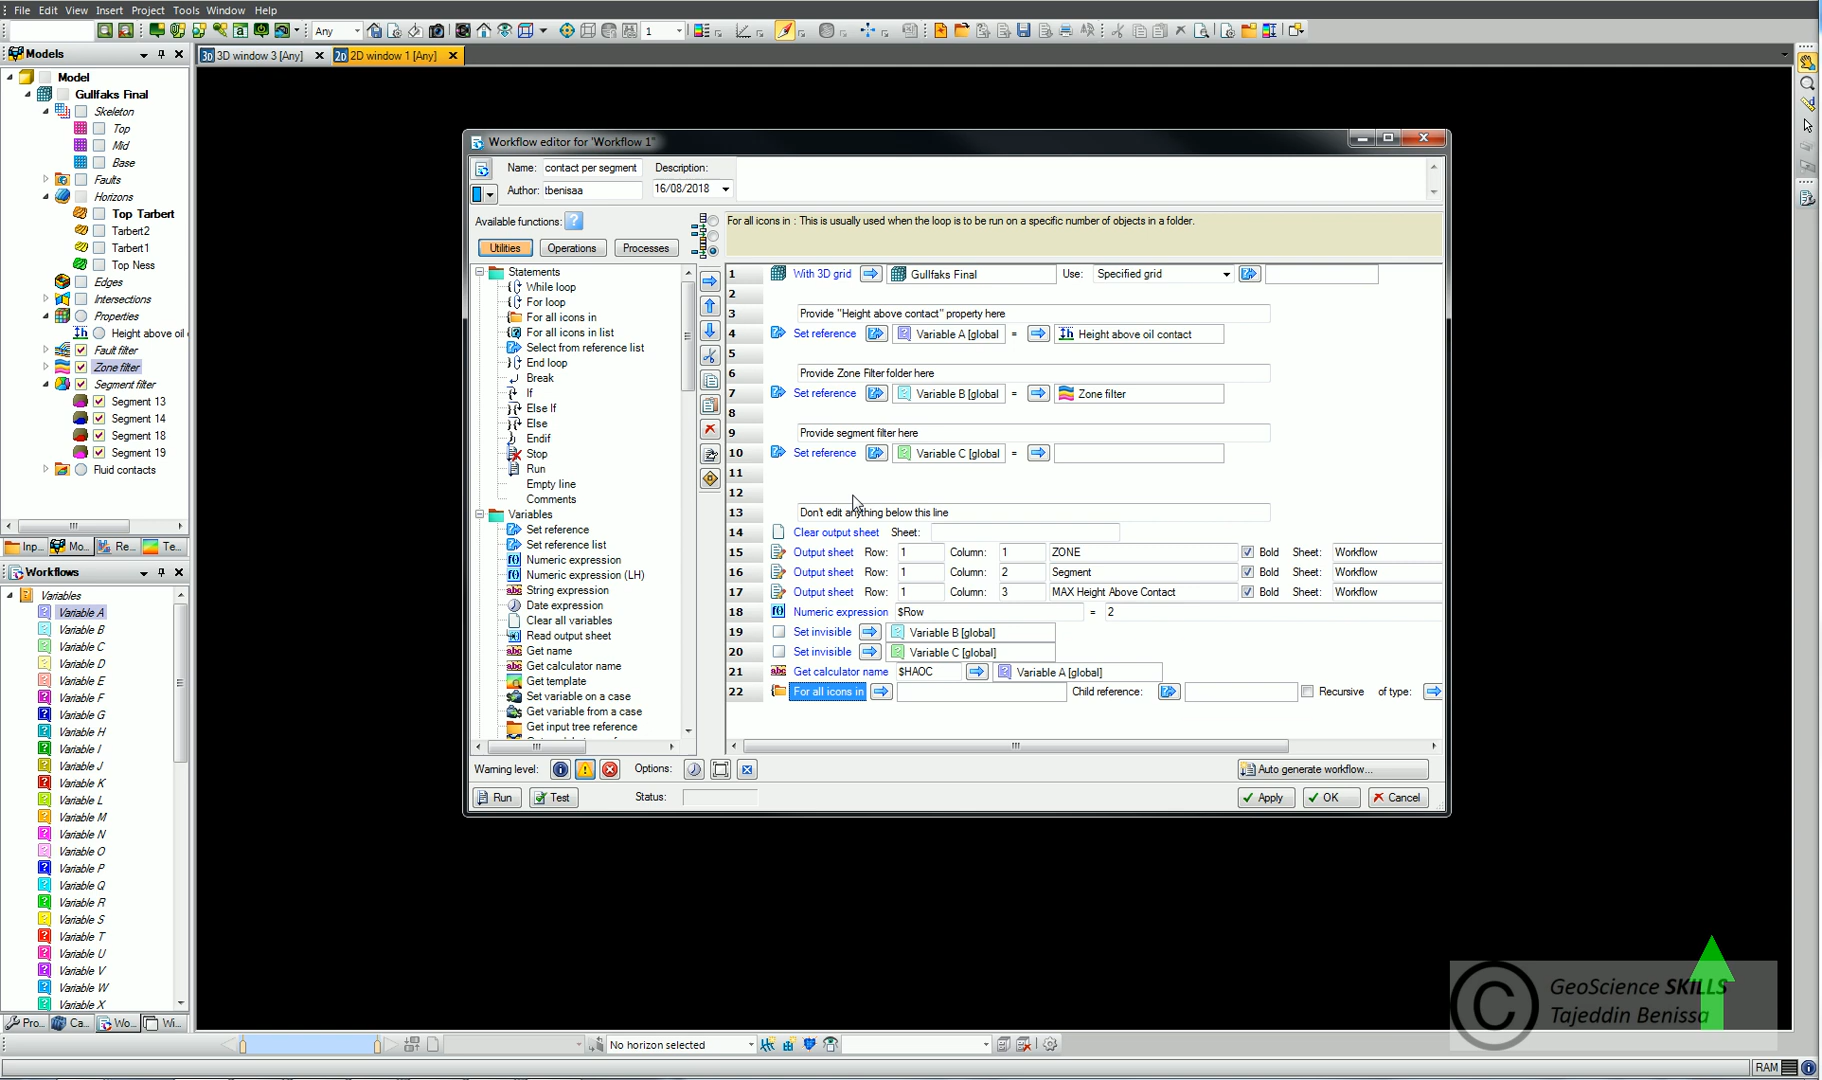 File Edit View Insert Project Tools Window Help
Any 1
Models
3D window 3 [Any] 2D window 1 [Any]
Model
Gullfaks Final
Skeleton
Top
Mid
Base
Faults
Horizons
Top Tarbert
Tarbert2
Tarbert1
Top Ness
Edges
Intersections
Properties
Height above oil
Fault filter
Zone filter
Segment filter
Segment 13
Segment 14
Segment 18
Segment 19
Fluid contacts
Inp... Mo... Re... Te...
Workflows
Variables
Variable A
Variable B
Variable C
Variable D
Variable E
Variable F
Variable G
Variable H
Variable I
Variable J
Variable K
Variable L
Variable M
Variable N
Variable O
Variable P
Variable Q
Variable R
Variable S
Variable T
Variable U
Variable V
Variable W
Variable X
Pro... Ca... Wo... Wi...
Workflow editor for 'Workflow 1'
Name: contact per segment Description:
Author: tbenisaa 16/08/2018
Available functions:
For all icons in : This is usually used when the loop is to be run on a specific number of objects in a folder.
Utilities Operations Processes
Statements
While loop
For loop
For all icons in
For all icons in list
Select from reference list
End loop
Break
If
Else If
Else
Endif
Stop
Run
Empty line
Comments
Variables
Set reference
Set reference list
Numeric expression
Numeric expression (LH)
String expression
Date expression
Clear all variables
Read output sheet
Get name
Get calculator name
Get template
Set variable on a case
Get variable from a case
Get input tree reference
1 With 3D grid Gullfaks Final Use: Specified grid
2
3 Provide "Height above contact" property here
4 Set reference Variable A [global = Height above oil contact
5
6 Provide Zone Filter folder here
7 Set reference Variable B [global = Zone filter
8
9 Provide segment filter here
10 Set reference Variable C [global =
11
12
13 Don't edit anything below this line
14 Clear output sheet Sheet:
15 Output sheet Row: 1 Column: 1 ZONE Bold Sheet: Workflow
16 Output sheet Row: 1 Column: 2 Segment Bold Sheet: Workflow
17 Output sheet Row: 1 Column: 3 MAX Height Above Contact Bold Sheet: Workflow
18 Numeric expression $Row = 2
19 Set invisible Variable B [global]
20 Set invisible Variable C [global]
21 Get calculator name $HAOC Variable A [global]
22 For all icons in Child reference: Recursive of type:
Warning level: Options: Auto generate workflow...
Run Test Status: Apply OK Cancel
GeoScience SKILLS
Tajeddin Benissa
No horizon selected
RAM